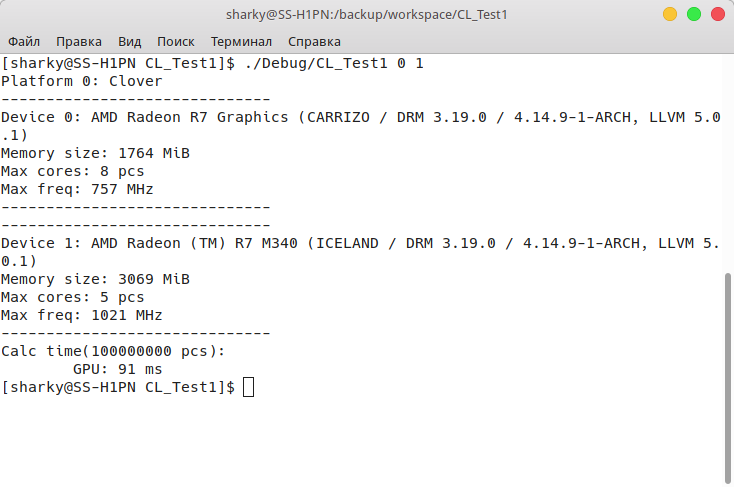 sharky@SS-H1PN:/backup/workspace/CL_Test1
Файл Правка Вид Поиск Терминал Справка
[sharky@SS-H1PN CL_Test1]$ ./Debug/CL_Test1 0 1
Platform 0: Clover
------------------------------
Device 0: AMD Radeon R7 Graphics (CARRIZO / DRM 3.19.0 / 4.14.9-1-ARCH, LLVM 5.0
.1)
Memory size: 1764 MiB
Max cores: 8 pcs
Max freq: 757 MHz
------------------------------
------------------------------
Device 1: AMD Radeon (TM) R7 M340 (ICELAND / DRM 3.19.0 / 4.14.9-1-ARCH, LLVM 5.
0.1)
Memory size: 3069 MiB
Max cores: 5 pcs
Max freq: 1021 MHz
------------------------------
Calc time(100000000 pcs):
        GPU: 91 ms
[sharky@SS-H1PN CL_Test1]$